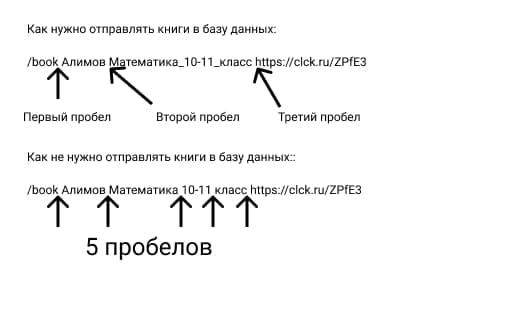 Как нужно отправлять книги в базу данных:
/book Алимов Математика_10-11_класс https://clck.ru/ZPfE3
Первый пробел Второй пробел Третий пробел
Как не нужно отправлять книги в базу данных::
/book Алимов Математика 10-11 класс https://clck.ru/ZPfE3
5 пробелов